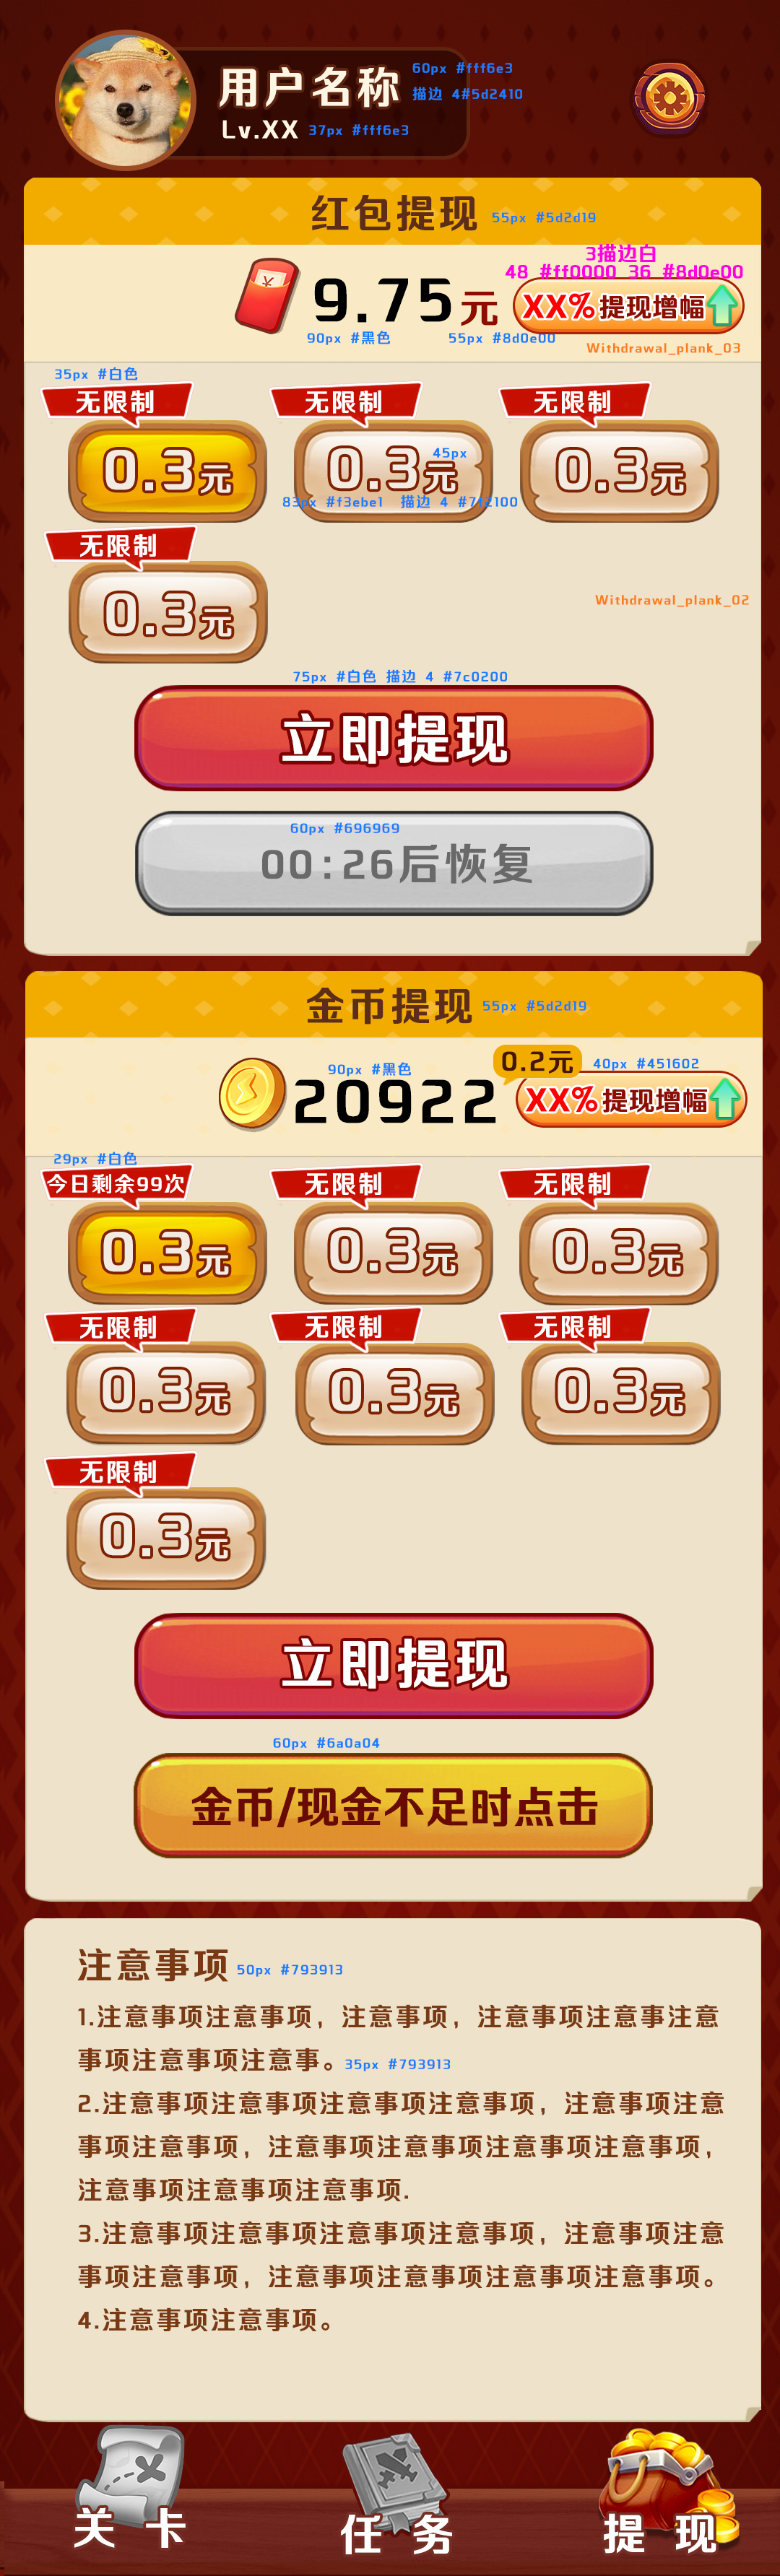 用户名称 60px #fff6e3
描边 4#5d2410
Lv.XX 37px #fff6e3
红包提现 55px #5d2d19
3描边白
48 #ff0000 36 #8d0e00
9.75元 XX%提现增幅
90px #黑色 55px #8d0e00
Withdrawal_plank_03
35px #白色
无限制 无限制 无限制
0.3元 0.3元 0.3元
45px
83px #f3ebe1 描边 4 #7f2100
无限制
0.3元
Withdrawal_plank_02
75px #白色 描边 4 #7c0200
立即提现
60px #696969
00:26后恢复
金币提现 55px #5d2d19
0.2元 40px #451602
90px #黑色
20922 XX%提现增幅
29px #白色
今日剩余99次 无限制 无限制
0.3元 0.3元 0.3元
无限制 无限制 无限制
0.3元 0.3元 0.3元
无限制
0.3元
立即提现
60px #6a0a04
金币/现金不足时点击
注意事项 50px #793913
1.注意事项注意事项，注意事项，注意事项注意事注意
事项注意事项注意事。35px #793913
2.注意事项注意事项注意事项注意事项，注意事项注意
事项注意事项，注意事项注意事项注意事项注意事项，
注意事项注意事项注意事项.
3.注意事项注意事项注意事项注意事项，注意事项注意
事项注意事项，注意事项注意事项注意事项注意事项。
4.注意事项注意事项。
关卡 任务 提现